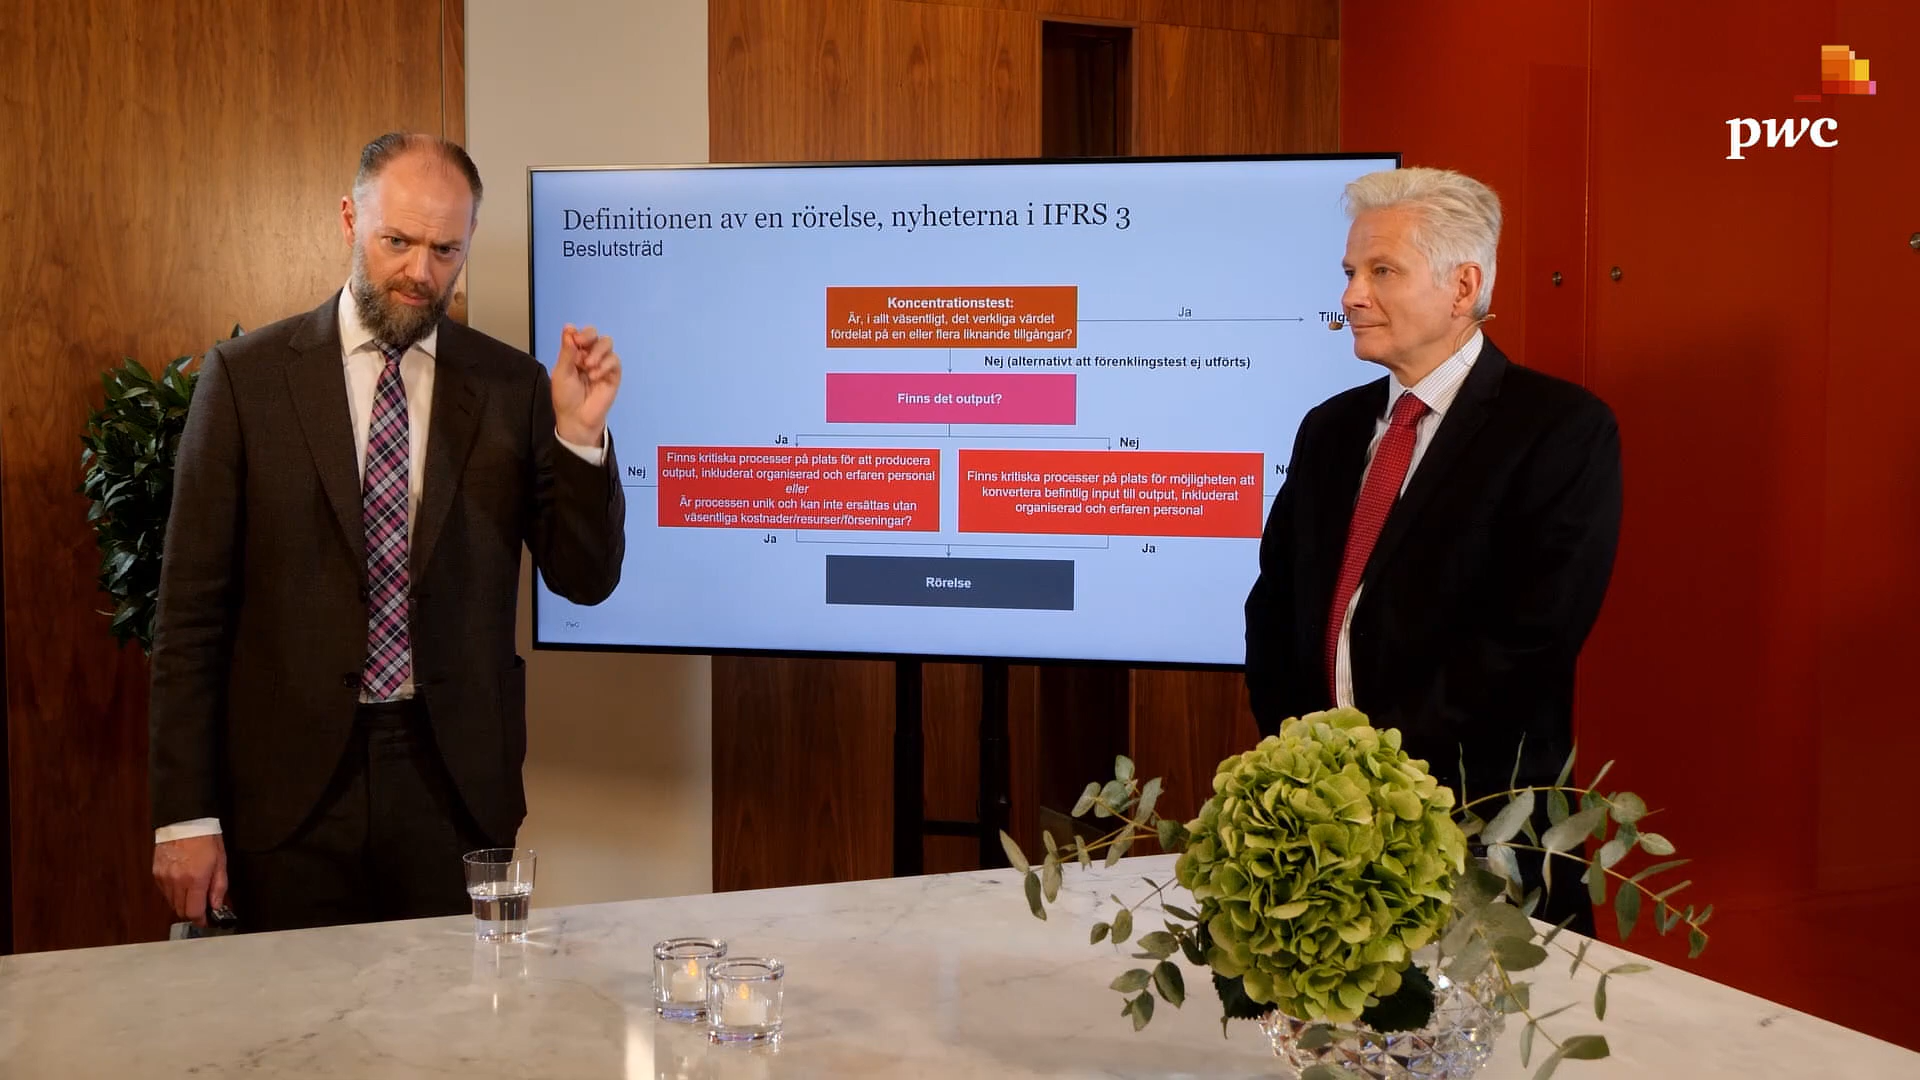 pwc
Definitionen av en rörelse, nyheterna i IFRS 3
Beslutsträd
Koncentrationstest:
Är, i allt väsentligt, det verkliga värdet
fördelat på en eller flera liknande tillgångar?
Ja
Nej (alternativt att förenklingstest ej utförts)
Finns det output?
Ja
Nej
Nej
Finns kritiska processer på plats för att producera
output, inkluderat organiserad och erfaren personal
eller
Är processen unik och kan inte ersättas utan
väsentliga kostnader/resurser/förseningar?
Finns kritiska processer på plats för möjligheten att
konvertera befintlig input till output, inkluderat
organiserad och erfaren personal
Ja
Ja
Rörelse
PwC